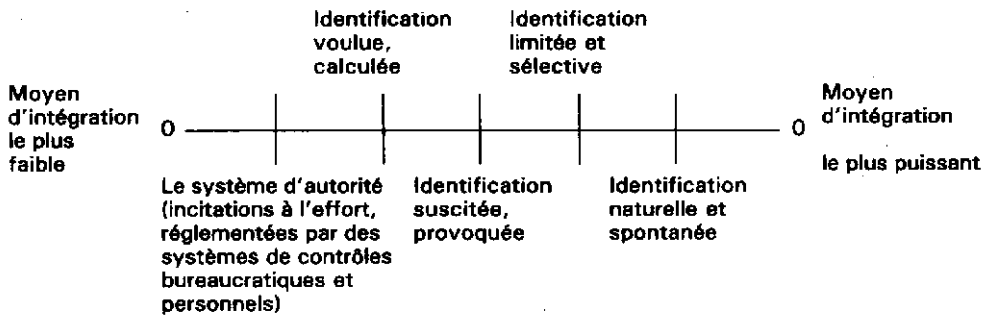 Identification
voulue,
calculée
Identification
limitée et
sélective
Moyen
d'intégration
le plus
faible
0
0
Moyen
d'intégration
le plus puissant
Le système d'autorité
(incitations à l'effort,
réglementées par des
systèmes de contrôles
bureaucratiques et
personnels)
Identification
suscitée,
provoquée
Identification
naturelle et
spontanée